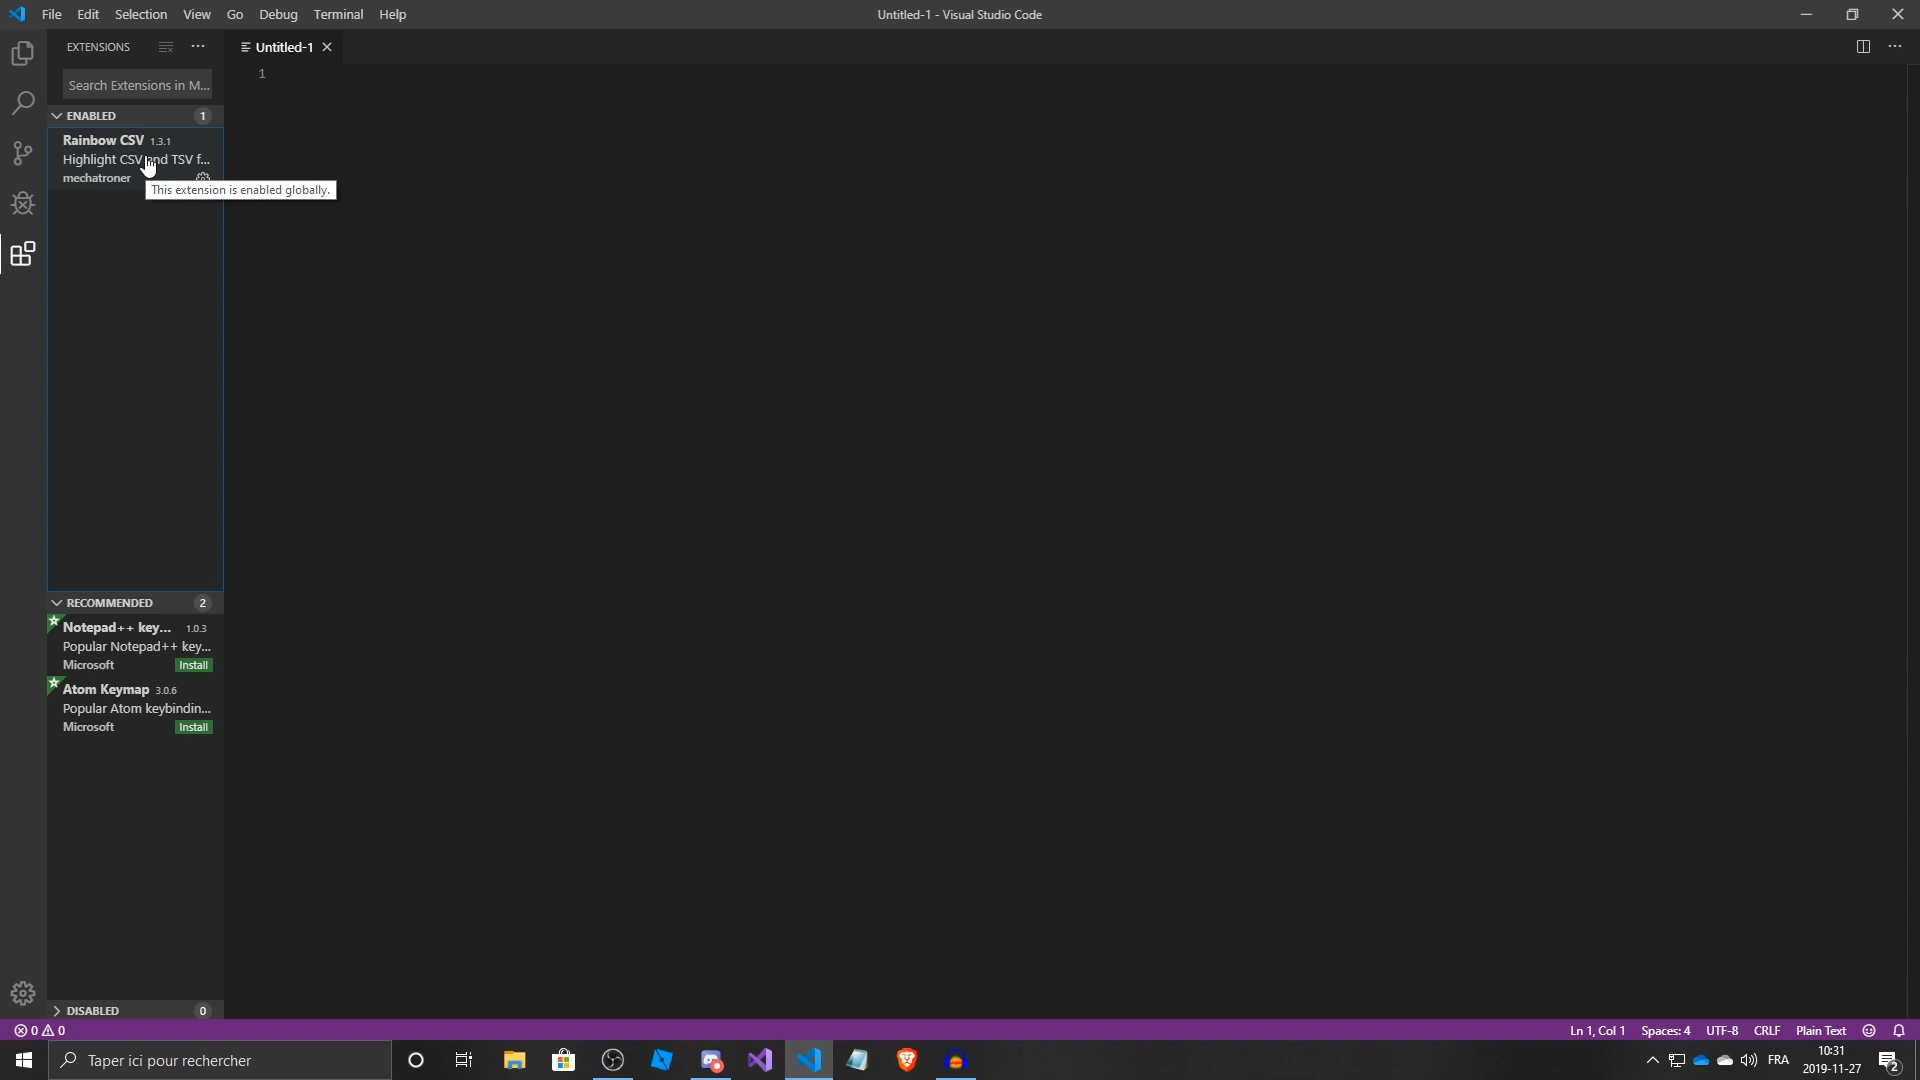 File Edit Selection View Go Debug Terminal Help
Untitled-1 - Visual Studio Code
EXTENSIONS
Untitled-1
1
Search Extensions in M...
ENABLED 1
Rainbow CSV 1.3.1
Highlight CSV and TSV f...
mechatroner
This extension is enabled globally.
RECOMMENDED 2
Notepad++ key... 1.0.3
Popular Notepad++ key...
Microsoft Install
Atom Keymap 3.0.6
Popular Atom keybindin...
Microsoft Install
DISABLED 0
0 0
Ln 1, Col 1 Spaces: 4 UTF-8 CRLF Plain Text
Taper ici pour rechercher
FRA
10:31
2019-11-27
2